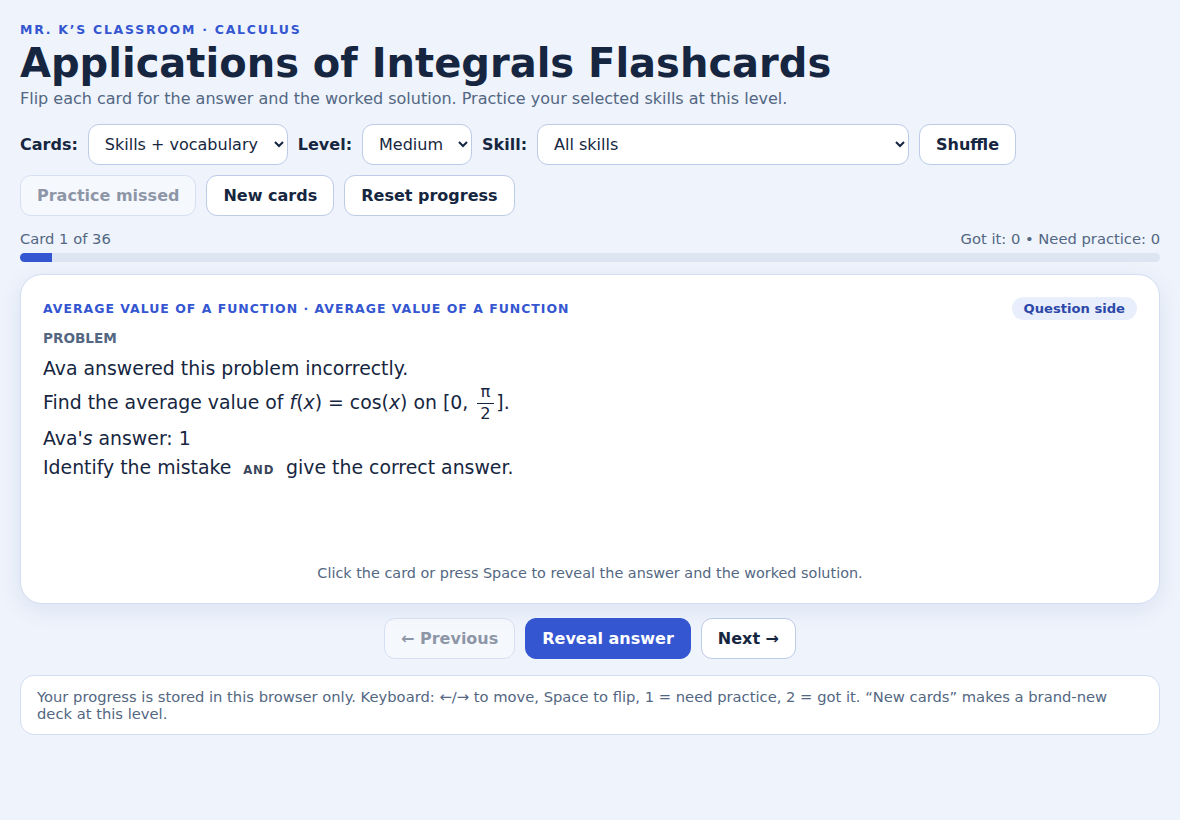 MR. K'S CLASSROOM · CALCULUS
Applications of Integrals Flashcards
Flip each card for the answer and the worked solution. Practice your selected skills at this level.
Cards: Skills + vocabulary Level: Medium Skill: All skills Shuffle
Practice missed New cards Reset progress
Card 1 of 36 Got it: 0 • Need practice: 0
AVERAGE VALUE OF A FUNCTION · AVERAGE VALUE OF A FUNCTION Question side
PROBLEM
Ava answered this problem incorrectly.
Find the average value of f(x) = cos(x) on [0, π/2].
Ava's answer: 1
Identify the mistake AND give the correct answer.
Click the card or press Space to reveal the answer and the worked solution.
← Previous Reveal answer Next →
Your progress is stored in this browser only. Keyboard: ←/→ to move, Space to flip, 1 = need practice, 2 = got it. “New cards” makes a brand-new
deck at this level.